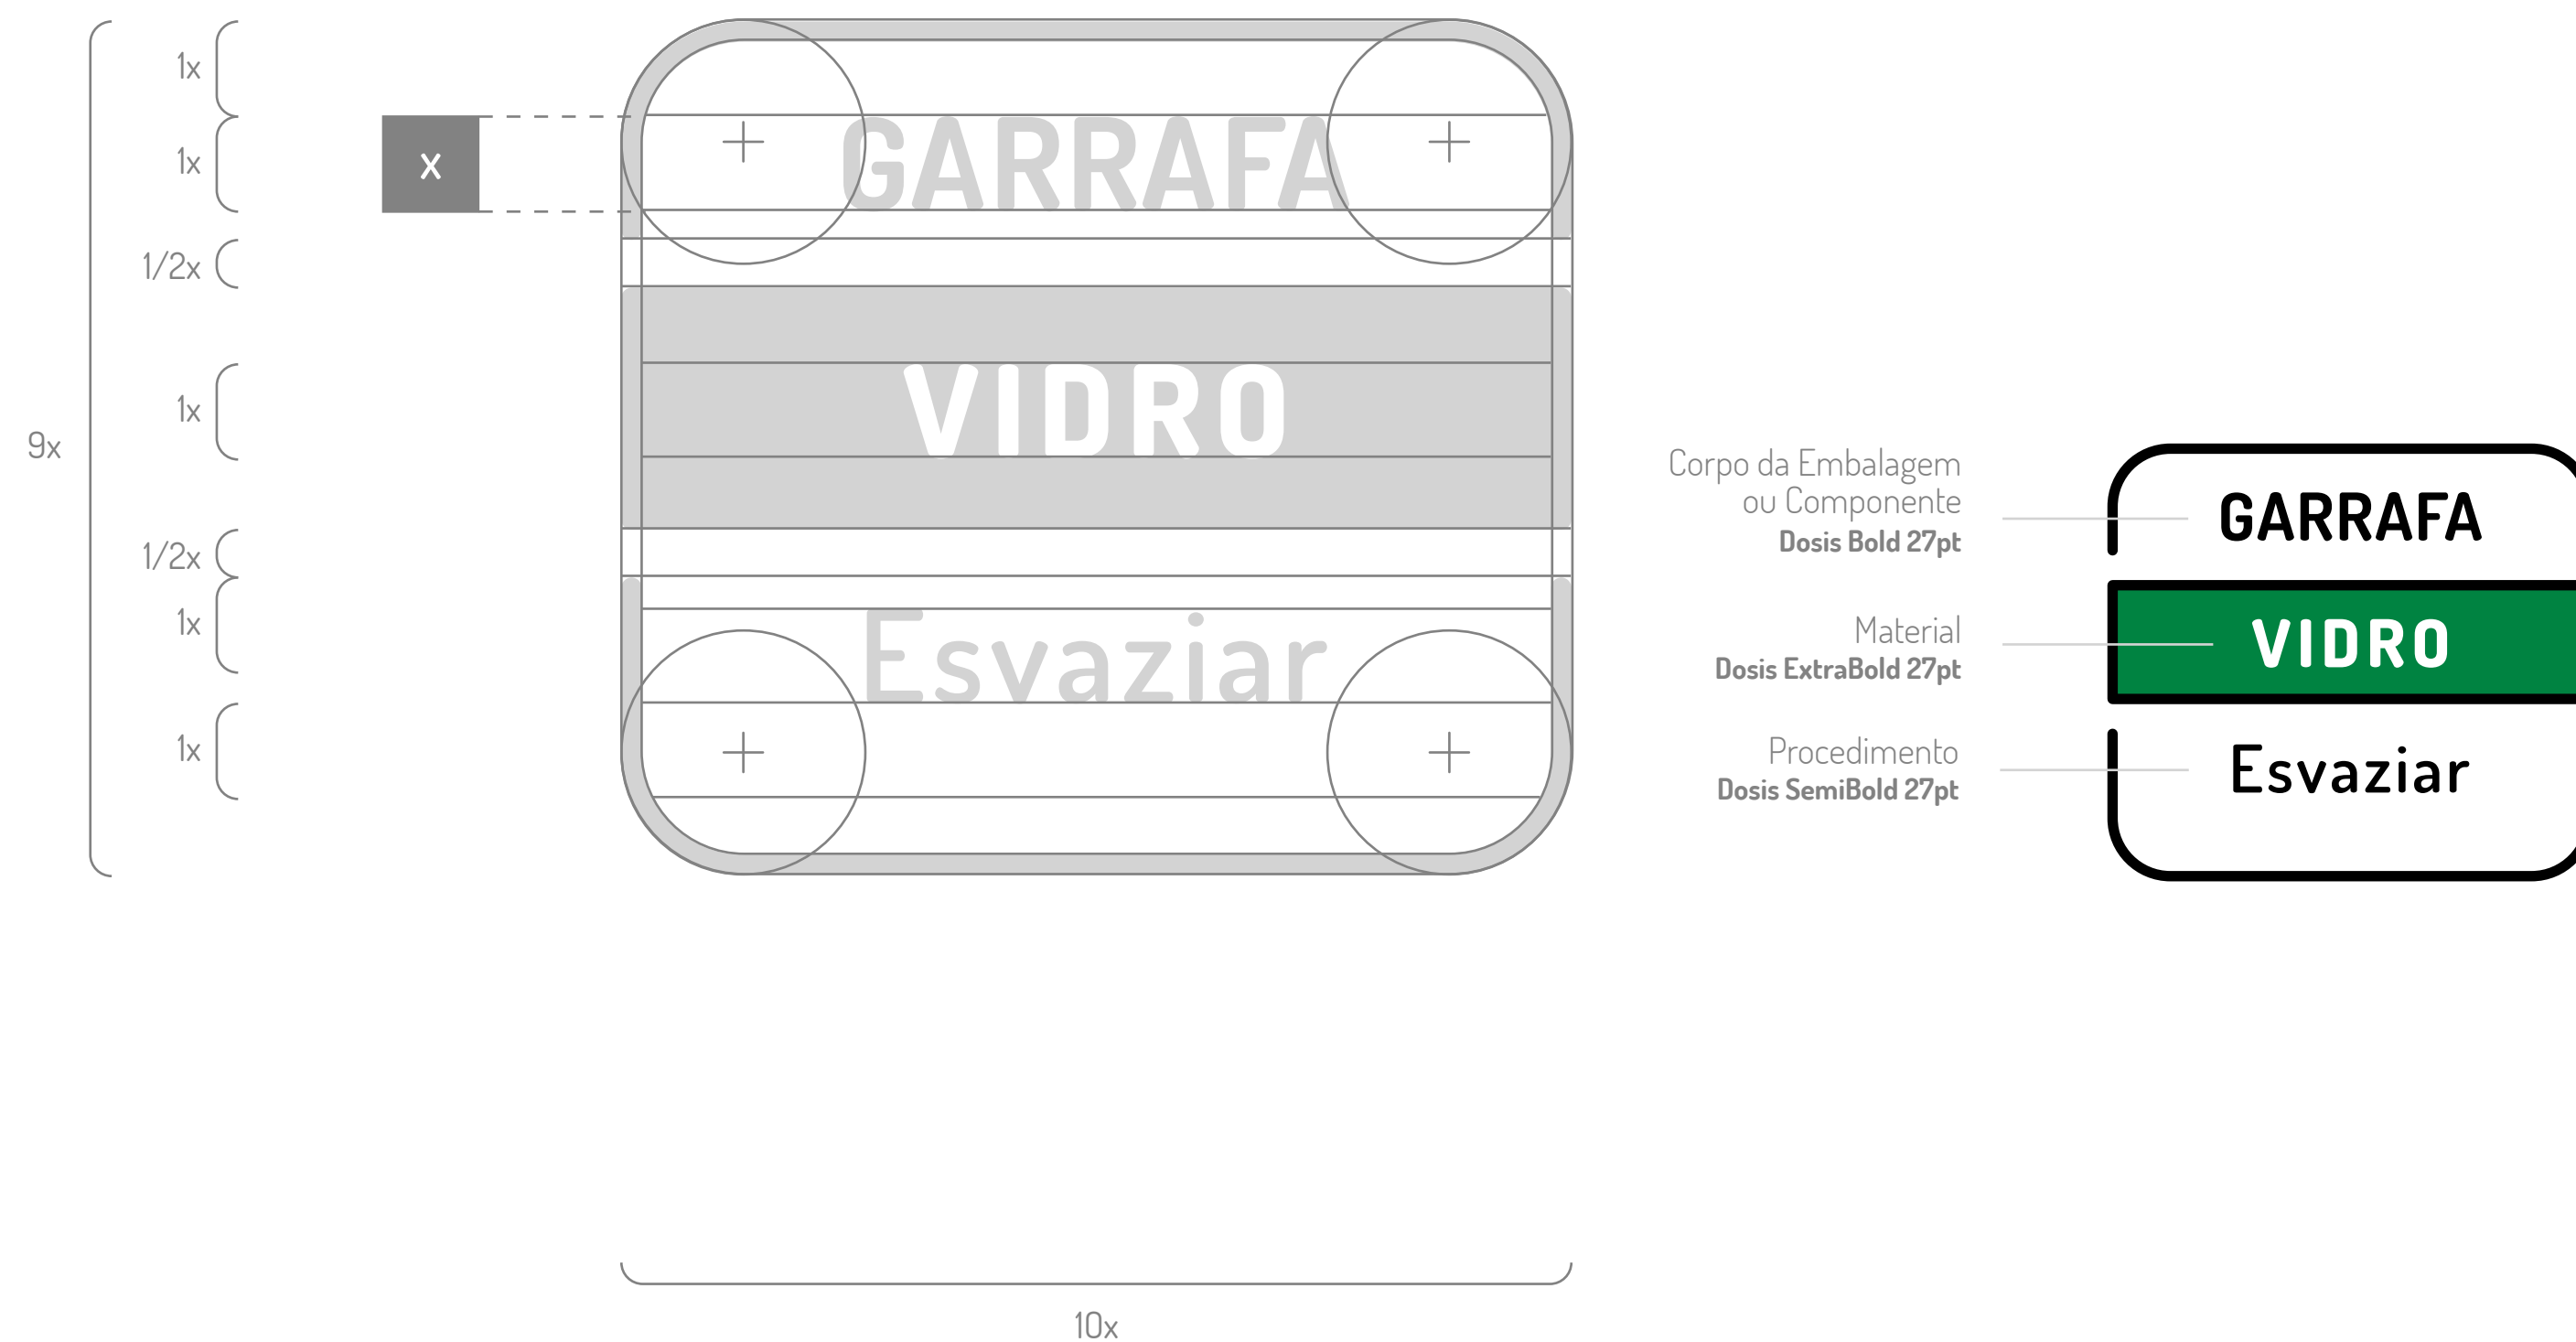 9x
1x
1x
1/2x
1x
1/2x
1x
1x
x
GARRAFA
VIDRO
Esvaziar
10x
Corpo da Embalagem
ou Componente
Dosis Bold 27pt
Material
Dosis ExtraBold 27pt
Procedimento
Dosis SemiBold 27pt
GARRAFA
VIDRO
Esvaziar